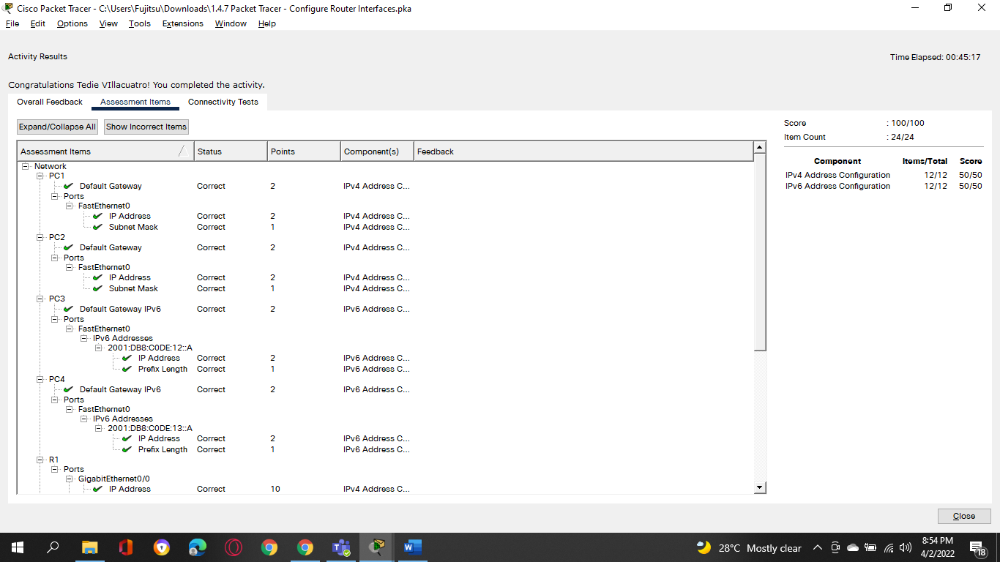 Cisco Packet Tracer - C:\Users\Fujitsu\Downloads\1.4.7 Packet Tracer - Configure Router Interfaces.pka
File Edit Options View Tools Extensions Window Help
Activity Results
Time Elapsed: 00:45:17
Congratulations Tedie VIllacuatro! You completed the activity.
Overall Feedback Assessment Items Connectivity Tests
Expand/Collapse All Show Incorrect Items
Assessment Items Status Points Component(s) Feedback
Network
PC1
Default Gateway Correct 2 IPv4 Address C...
Ports
FastEthernet0
IP Address Correct 2 IPv4 Address C...
Subnet Mask Correct 1 IPv4 Address C...
PC2
Default Gateway Correct 2 IPv4 Address C...
Ports
FastEthernet0
IP Address Correct 2 IPv4 Address C...
Subnet Mask Correct 1 IPv4 Address C...
PC3
Default Gateway IPv6 Correct 2 IPv6 Address C...
Ports
FastEthernet0
IPv6 Addresses
2001:DB8:C0DE:12::A
IP Address Correct 2 IPv6 Address C...
Prefix Length Correct 1 IPv6 Address C...
PC4
Default Gateway IPv6 Correct 2 IPv6 Address C...
Ports
FastEthernet0
IPv6 Addresses
2001:DB8:C0DE:13::A
IP Address Correct 2 IPv6 Address C...
Prefix Length Correct 1 IPv6 Address C...
R1
Ports
GigabitEthernet0/0
IP Address Correct 10 IPv4 Address C...
Score : 100/100
Item Count : 24/24
Component Items/Total Score
IPv4 Address Configuration 12/12 50/50
IPv6 Address Configuration 12/12 50/50
Close
28°C Mostly clear
8:54 PM
4/2/2022
18